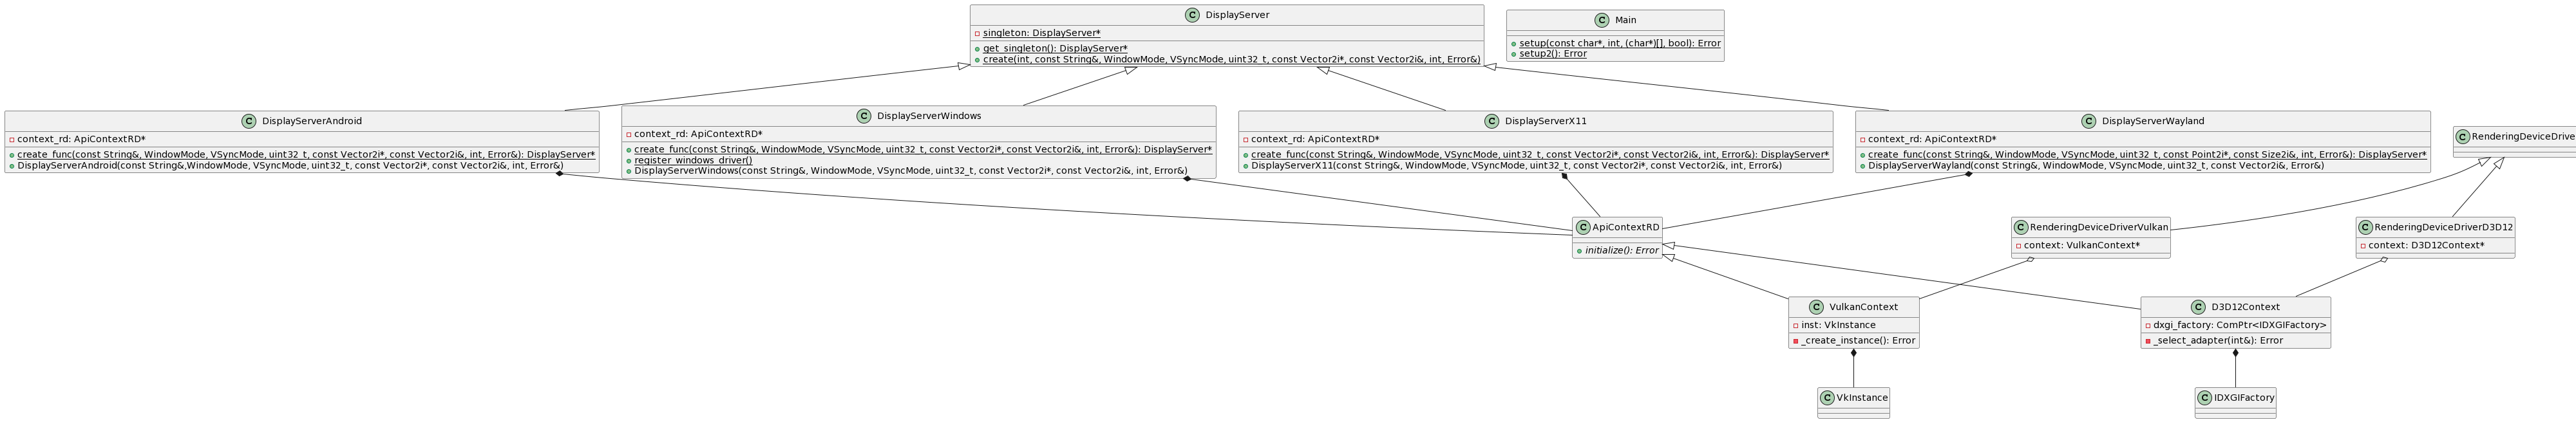 C DisplayServer
singleton: DisplayServer*
get_singleton(): DisplayServer*
create(int, const String&, WindowMode, VSyncMode, uint32_t, const Vector2i*, const Vector2i&, int, Error&)
C Main
setup(const char*, int, (char*)[], bool): Error
setup2(): Error
C DisplayServerAndroid
context_rd: ApiContextRD*
create_func(const String&, WindowMode, VSyncMode, uint32_t, const Vector2i*, const Vector2i&, int, Error&): DisplayServer*
DisplayServerAndroid(const String&,WindowMode, VSyncMode, uint32_t, const Vector2i*, const Vector2i&, int, Error&)
C DisplayServerWindows
context_rd: ApiContextRD*
create_func(const String&, WindowMode, VSyncMode, uint32_t, const Vector2i*, const Vector2i&, int, Error&): DisplayServer*
register_windows_driver()
DisplayServerWindows(const String&, WindowMode, VSyncMode, uint32_t, const Vector2i*, const Vector2i&, int, Error&)
C DisplayServerX11
context_rd: ApiContextRD*
create_func(const String&, WindowMode, VSyncMode, uint32_t, const Vector2i*, const Vector2i&, int, Error&): DisplayServer*
DisplayServerX11(const String&, WindowMode, VSyncMode, uint32_t, const Vector2i*, const Vector2i&, int, Error&)
C DisplayServerWayland
context_rd: ApiContextRD*
create_func(const String&, WindowMode, VSyncMode, uint32_t, const Point2i*, const Size2i&, int, Error&): DisplayServer*
DisplayServerWayland(const String&, WindowMode, VSyncMode, uint32_t, const Vector2i&, Error&)
C RenderingDeviceDrive
C ApiContextRD
initialize(): Error
C RenderingDeviceDriverVulkan
context: VulkanContext*
C RenderingDeviceDriverD3D12
context: D3D12Context*
C VulkanContext
inst: VkInstance
_create_instance(): Error
C D3D12Context
dxgi_factory: ComPtr<IDXGIFactory>
_select_adapter(int&): Error
C VkInstance
C IDXGIFactory